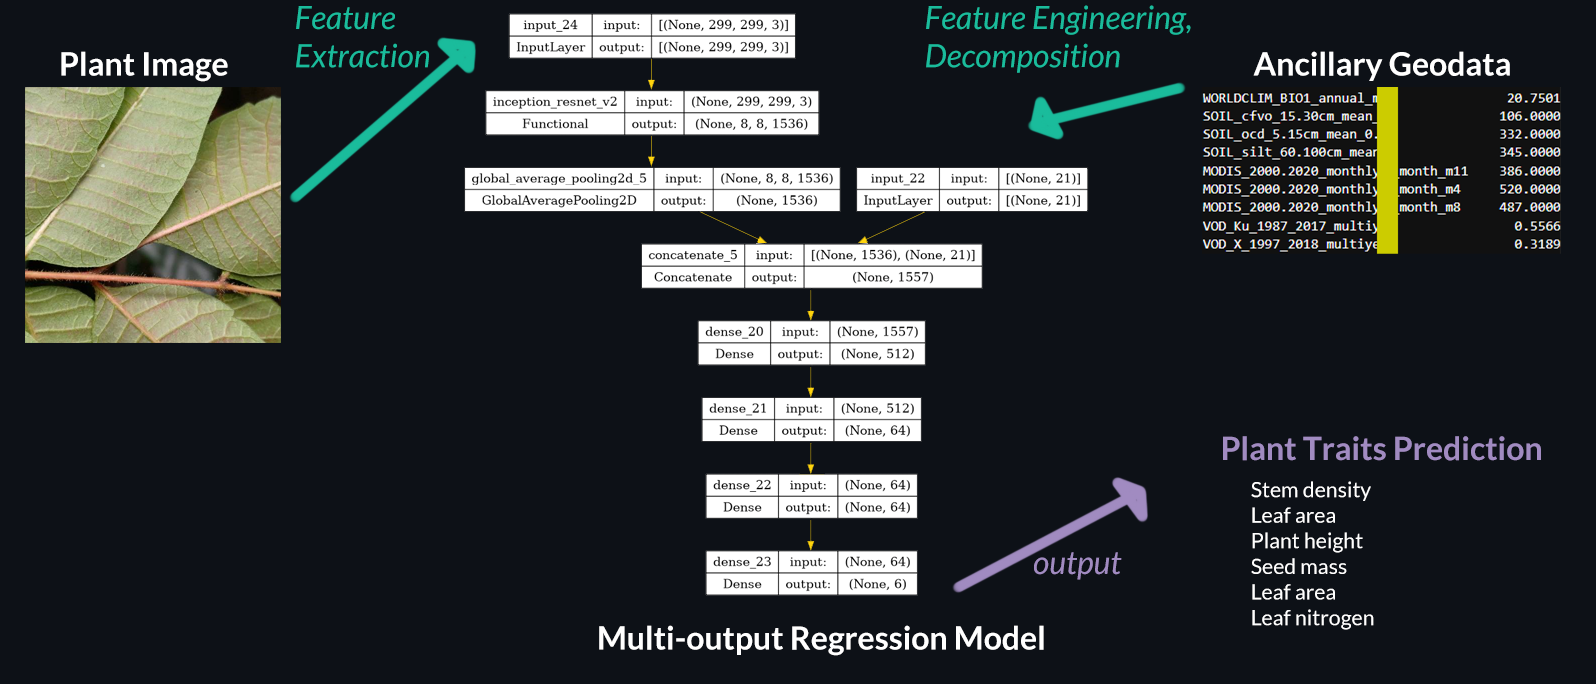 Plant Image
Feature
Extraction
input_24 input: [(None, 299, 299, 3)]
InputLayer output: [(None, 299, 299, 3)]
inception_resnet_v2 input: (None, 299, 299, 3)
Functional output: (None, 8, 8, 1536)
global_average_pooling2d_5 input: (None, 8, 8, 1536)
GlobalAveragePooling2D output: (None, 1536)
Feature Engineering,
Decomposition
Ancillary Geodata
WORLDCLIM_BIO1_annual_ 20.7501
SOIL_cfvo_15.30cm_mean_ 106.0000
SOIL_ocd_5.15cm_mean_0. 332.0000
SOIL_silt_60.100cm_mean 345.0000
MODIS_2000.2020_monthly month_m11 386.0000
MODIS_2000.2020_monthly month_m4 520.0000
MODIS_2000.2020_monthly month_m8 487.0000
VOD_Ku_1987_2017_multiy 0.5566
VOD_X_1997_2018_multiye 0.3189
input_22 input: [(None, 21)]
InputLayer output: [(None, 21)]
concatenate_5 input: [(None, 1536), (None, 21)]
Concatenate output: (None, 1557)
dense_20 input: (None, 1557)
Dense output: (None, 512)
dense_21 input: (None, 512)
Dense output: (None, 64)
dense_22 input: (None, 64)
Dense output: (None, 64)
dense_23 input: (None, 64)
Dense output: (None, 6)
output
Plant Traits Prediction
Stem density
Leaf area
Plant height
Seed mass
Leaf area
Leaf nitrogen
Multi-output Regression Model